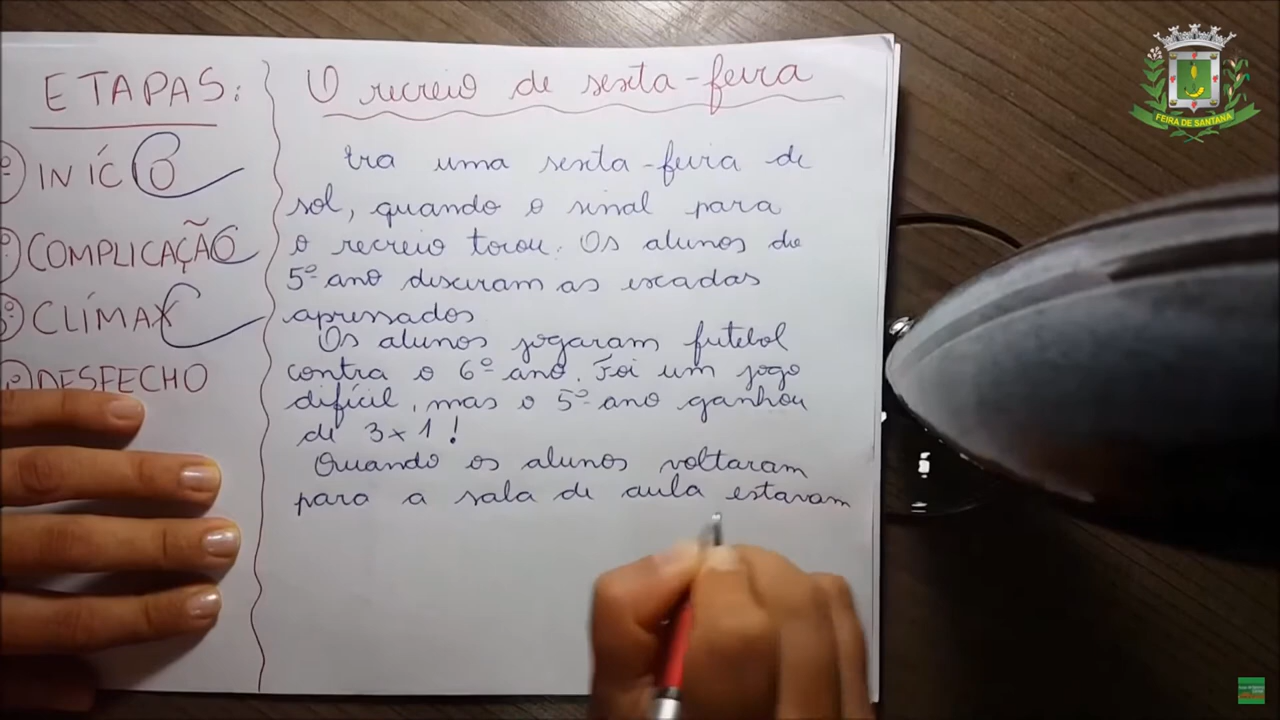 ETAPAS:
INÍCIO
COMPLICAÇÃO
CLÍMAX
DESFECHO
O recreio de sexta-feira
Era uma sexta-feira de
sol, quando o sinal para
o recreio tocou. Os alunos do
5º ano desceram as escadas
apressados
Os alunos jogaram futebol
contra o 6º ano. Foi um jogo
difícil, mas o 5º ano ganhou
de 3x1!
Quando os alunos voltaram
para a sala de aula estavam
FEIRA DE SANTANA